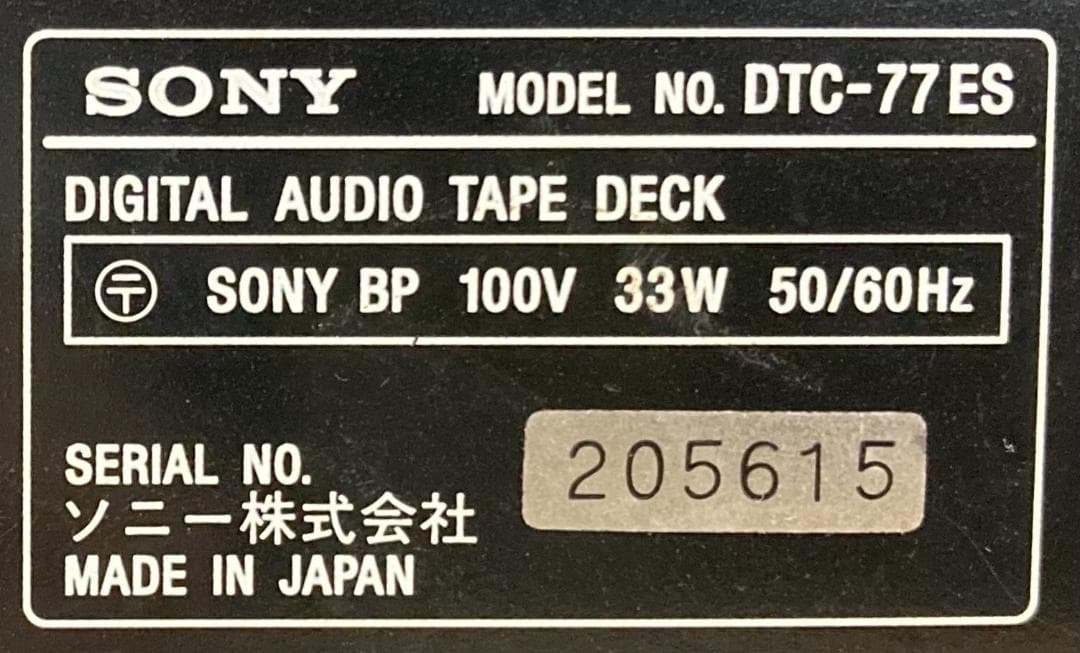 SONY MODEL NO. DTC-77ES
DIGITAL AUDIO TAPE DECK
〶 SONY BP 100V 33W 50/60Hz
SERIAL NO. 205615
ソニー株式会社
MADE IN JAPAN